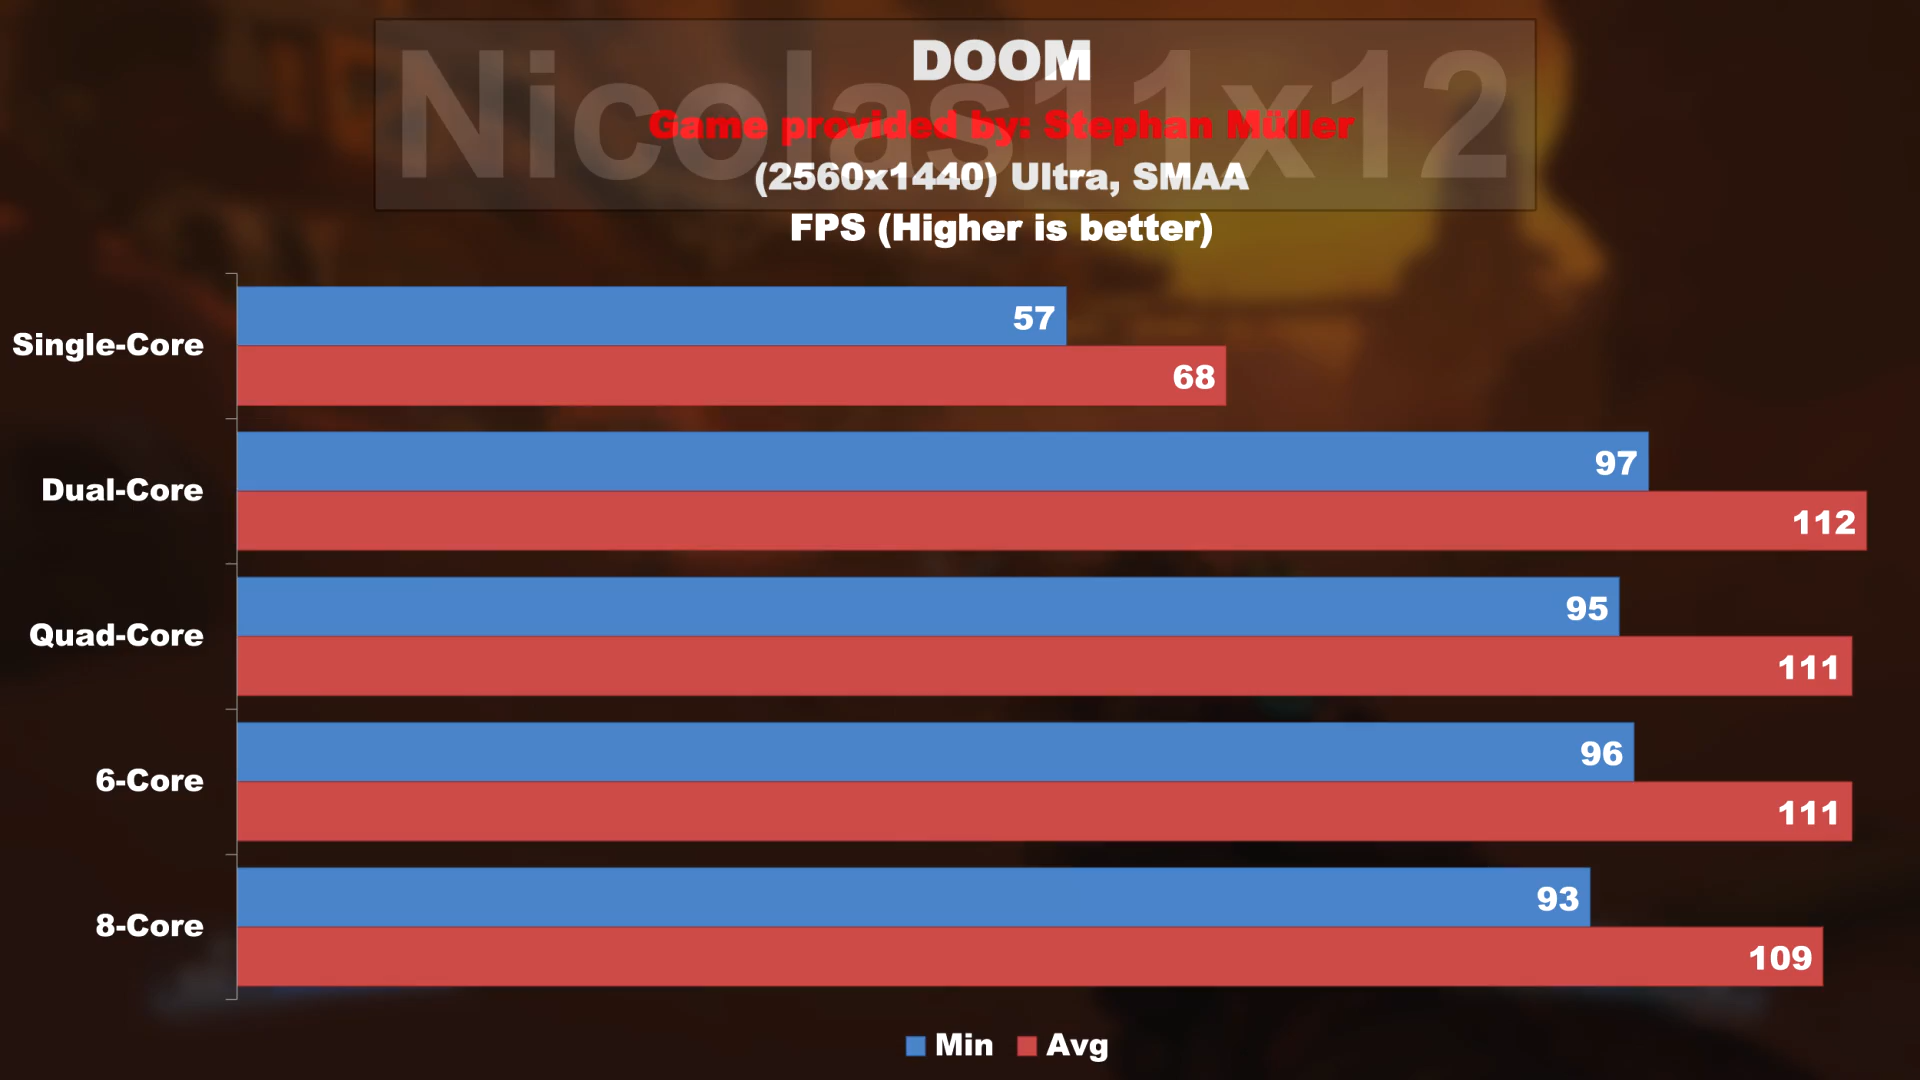 Nicolas11x12
DOOM
Game provided by: Stephan Müller
(2560x1440) Ultra, SMAA
FPS (Higher is better)
Single-Core
57
68
Dual-Core
97
112
Quad-Core
95
111
6-Core
96
111
8-Core
93
109
Min Avg